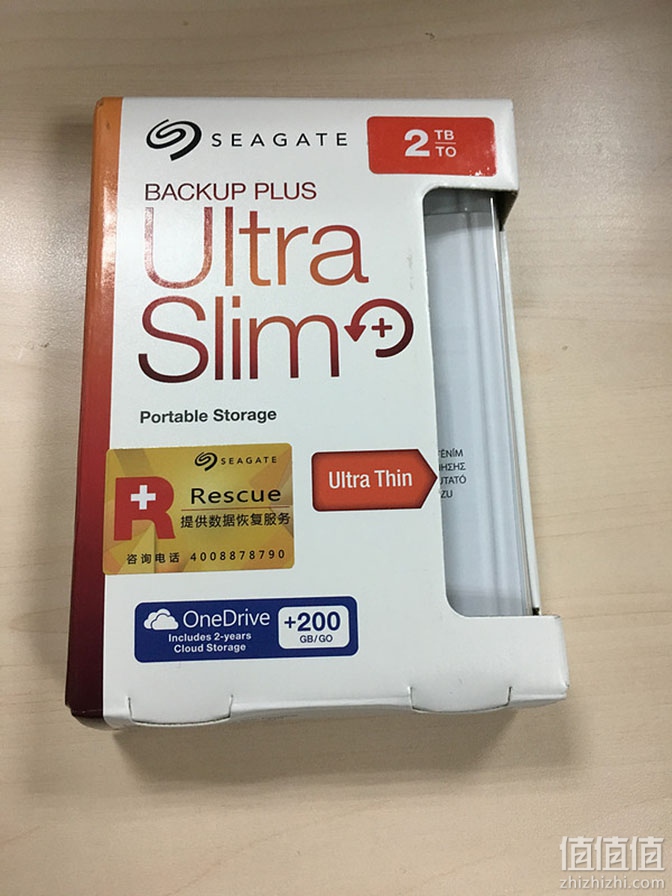 SEAGATE
2 TB
TO
BACKUP PLUS
Ultra
Slim
Portable Storage
SEAGATE
R Rescue
提供数据恢复服务
咨询电话 4008878790
Ultra Thin
UTATÓ
ZU
OneDrive
Includes 2-years
Cloud Storage
+200
GB/GO
值值值
zhizhizhi.com